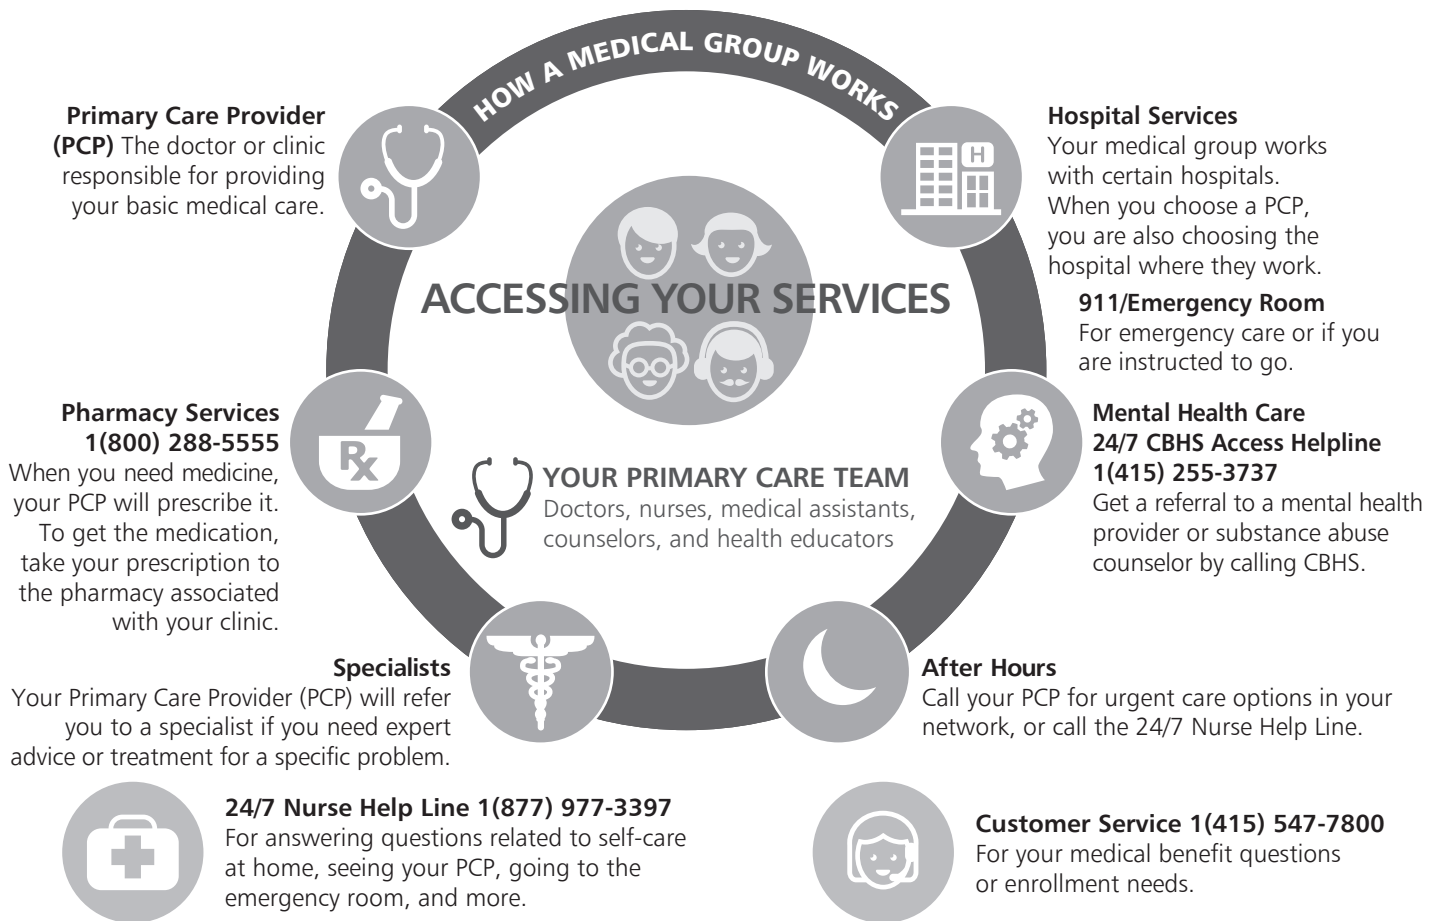 HOW A MEDICAL GROUP WORKS
Primary Care Provider
(PCP) The doctor or clinic
responsible for providing
your basic medical care.
Hospital Services
Your medical group works
with certain hospitals.
When you choose a PCP,
you are also choosing the
hospital where they work.
H
911/Emergency Room
For emergency care or if you
are instructed to go.
ACCESSING YOUR SERVICES
Pharmacy Services
1(800) 288-5555
When you need medicine,
your PCP will prescribe it.
To get the medication,
take your prescription to
the pharmacy associated
with your clinic.
Rx
YOUR PRIMARY CARE TEAM
Doctors, nurses, medical assistants,
counselors, and health educators
Mental Health Care
24/7 CBHS Access Helpline
1(415) 255-3737
Get a referral to a mental health
provider or substance abuse
counselor by calling CBHS.
Specialists
Your Primary Care Provider (PCP) will refer
you to a specialist if you need expert
advice or treatment for a specific problem.
After Hours
Call your PCP for urgent care options in your
network, or call the 24/7 Nurse Help Line.
24/7 Nurse Help Line 1(877) 977-3397
For answering questions related to self-care
at home, seeing your PCP, going to the
emergency room, and more.
Customer Service 1(415) 547-7800
For your medical benefit questions
or enrollment needs.